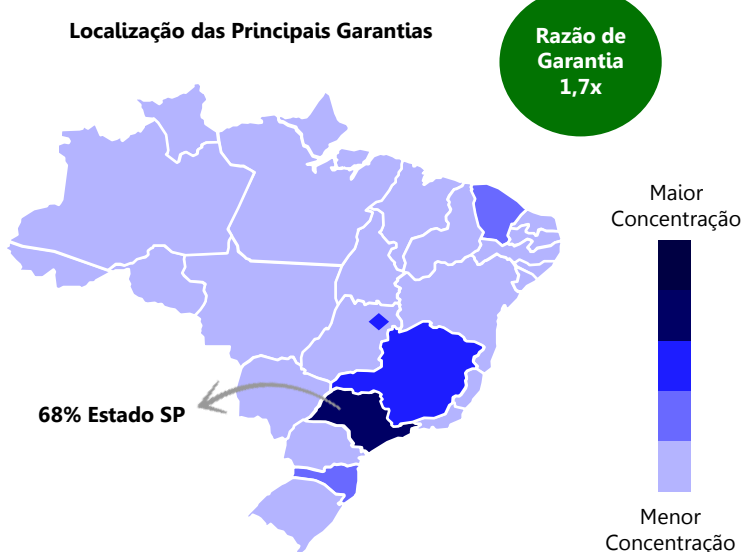 Localização das Principais Garantias
Razão de
Garantia
1,7x
Maior
Concentração
68% Estado SP
Menor
Concentração